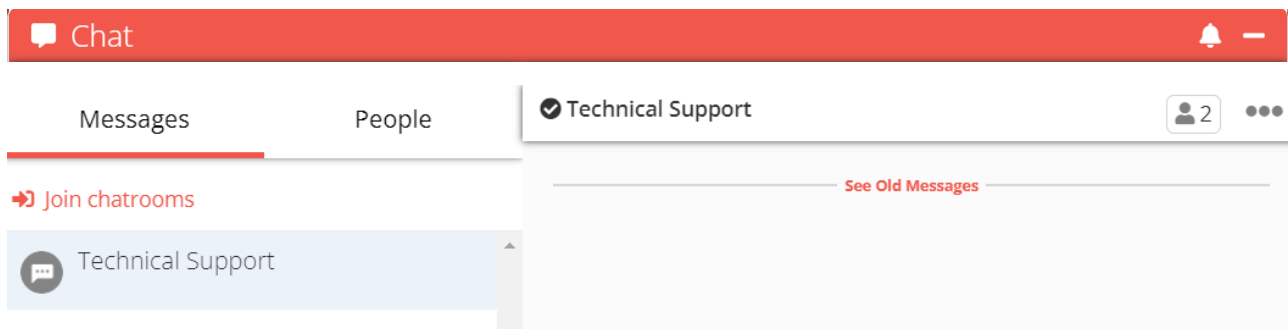 Chat
Messages
People
Join chatrooms
Technical Support
Technical Support
2
See Old Messages